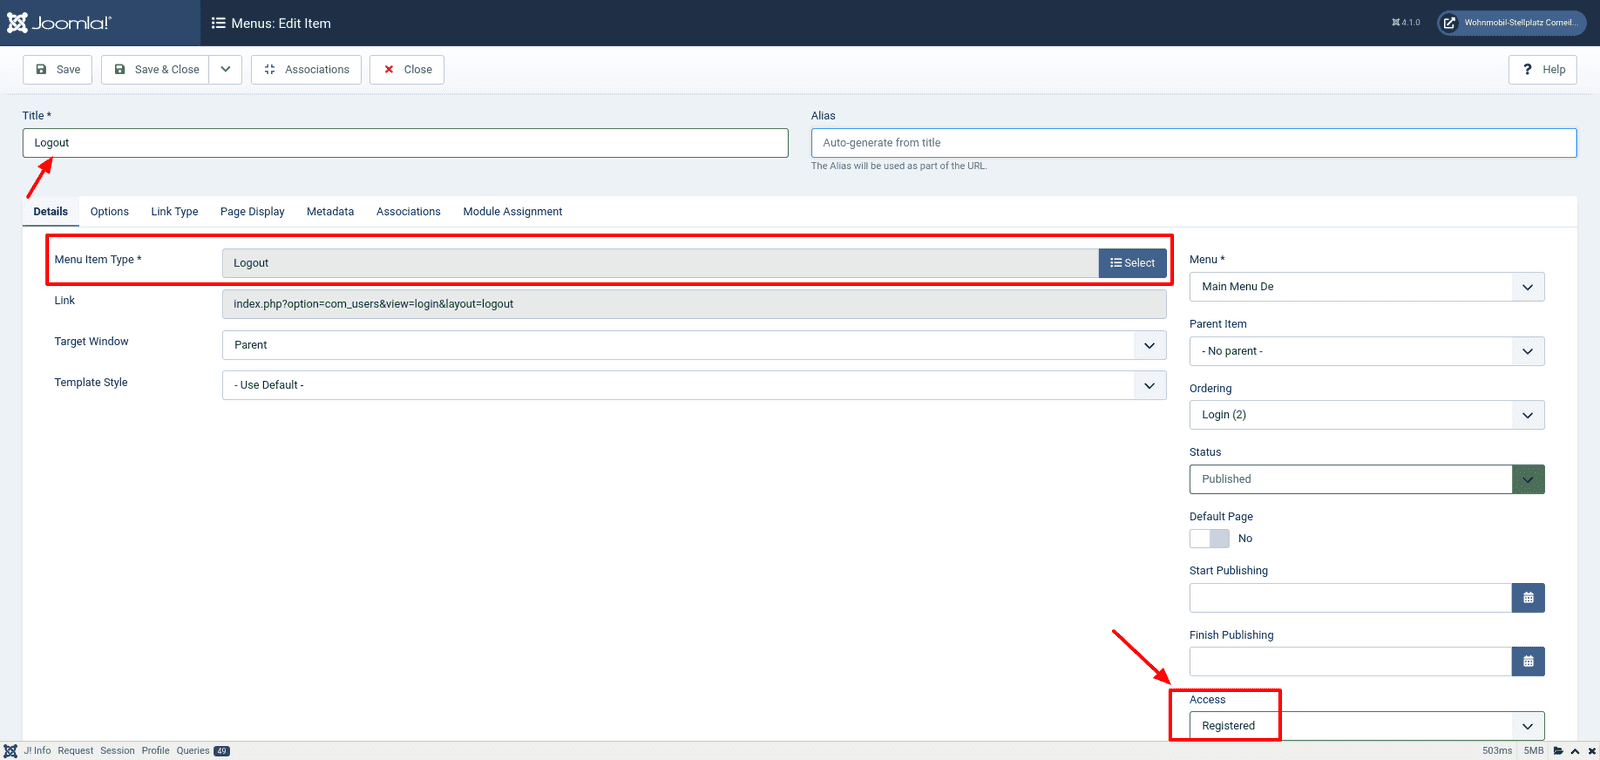 Joomla!®
Menus: Edit Item
4.1.0
Wohnmobil-Stellplatz Corneil...
Save
Save & Close
Associations
Close
? Help
Title *
Logout
Alias
Auto-generate from title
The Alias will be used as part of the URL.
Details Options Link Type Page Display Metadata Associations Module Assignment
Menu Item Type *
Logout
Select
Link
index.php?option=com_users&view=login&layout=logout
Target Window
Parent
Template Style
- Use Default -
Menu *
Main Menu De
Parent Item
- No parent -
Ordering
Login (2)
Status
Published
Default Page
No
Start Publishing
Finish Publishing
Access
Registered
J! Info Request Session Profile Queries 49
503ms 5MB